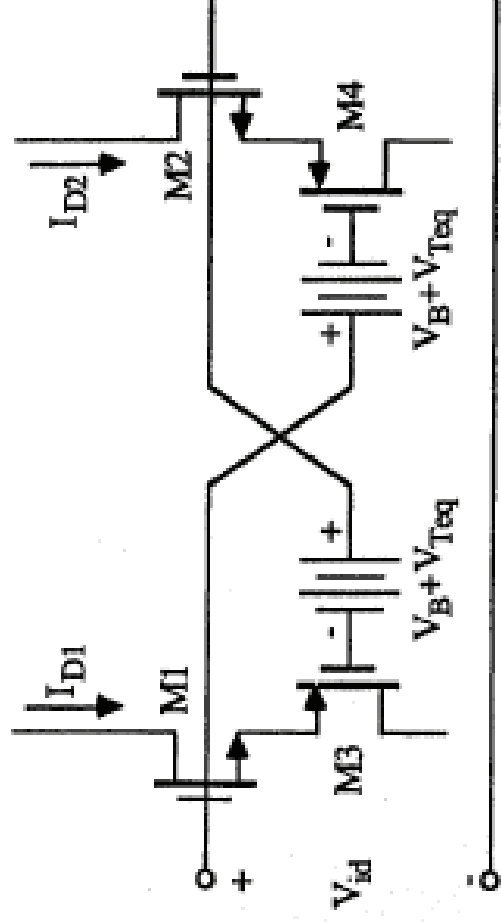 I_D1
I_D2
M1
M2
+
V_id
-
M3
-
+
+
-
M4
V_B+V_Teq
V_B+V_Teq